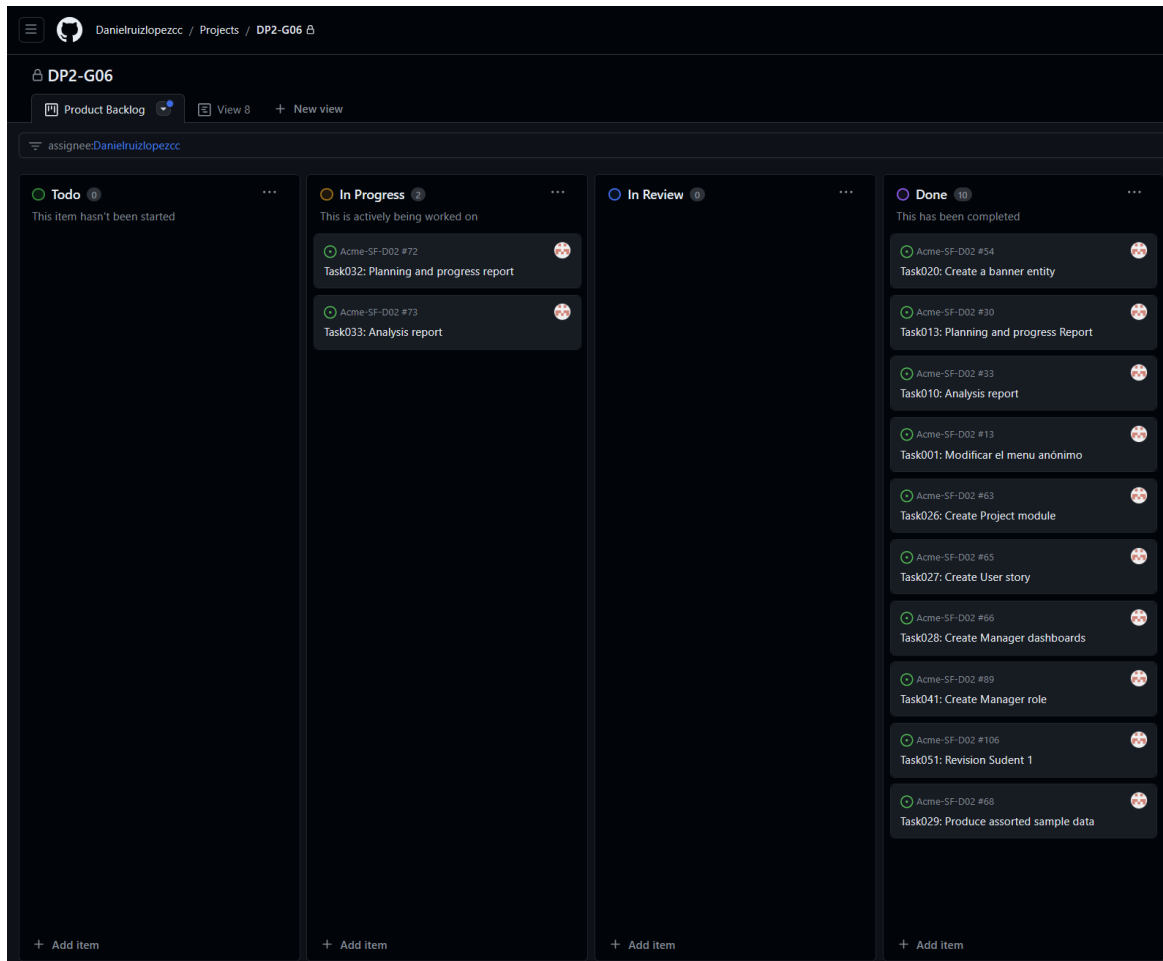 Danielruizlopezcc / Projects / DP2-G06
DP2-G06
Product Backlog
View 8
+ New view
assignee:Danielruizlopezcc
Todo 0
This item hasn't been started
+ Add item
In Progress 2
This is actively being worked on
Acme-SF-D02 #72
Task032: Planning and progress report
Acme-SF-D02 #73
Task033: Analysis report
+ Add item
In Review 0
+ Add item
Done 10
This has been completed
Acme-SF-D02 #54
Task020: Create a banner entity
Acme-SF-D02 #30
Task013: Planning and progress Report
Acme-SF-D02 #33
Task010: Analysis report
Acme-SF-D02 #13
Task001: Modificar el menu anónimo
Acme-SF-D02 #63
Task026: Create Project module
Acme-SF-D02 #65
Task027: Create User story
Acme-SF-D02 #66
Task028: Create Manager dashboards
Acme-SF-D02 #89
Task041: Create Manager role
Acme-SF-D02 #106
Task051: Revision Sudent 1
Acme-SF-D02 #68
Task029: Produce assorted sample data
+ Add item